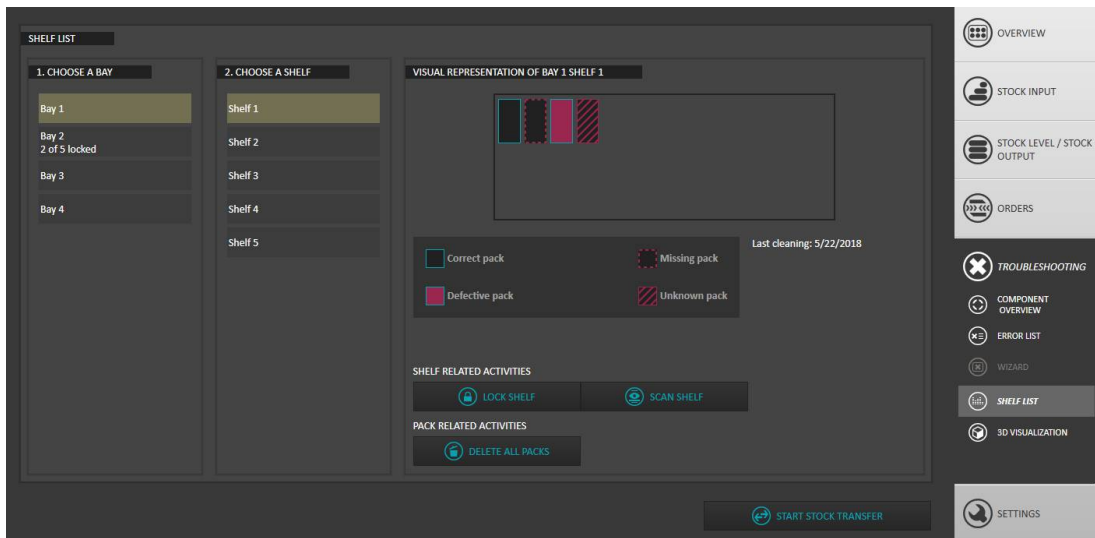 SHELF LIST
1. CHOOSE A BAY
Bay 1
Bay 2
2 of 5 locked
Bay 3
Bay 4
2. CHOOSE A SHELF
Shelf 1
Shelf 2
Shelf 3
Shelf 4
Shelf 5
VISUAL REPRESENTATION OF BAY 1 SHELF 1
Correct pack
Missing pack
Defective pack
Unknown pack
Last cleaning: 5/22/2018
SHELF RELATED ACTIVITIES
LOCK SHELF
SCAN SHELF
PACK RELATED ACTIVITIES
DELETE ALL PACKS
START STOCK TRANSFER
OVERVIEW
STOCK INPUT
STOCK LEVEL / STOCK
OUTPUT
ORDERS
TROUBLESHOOTING
COMPONENT
OVERVIEW
ERROR LIST
WIZARD
SHELF LIST
3D VISUALIZATION
SETTINGS